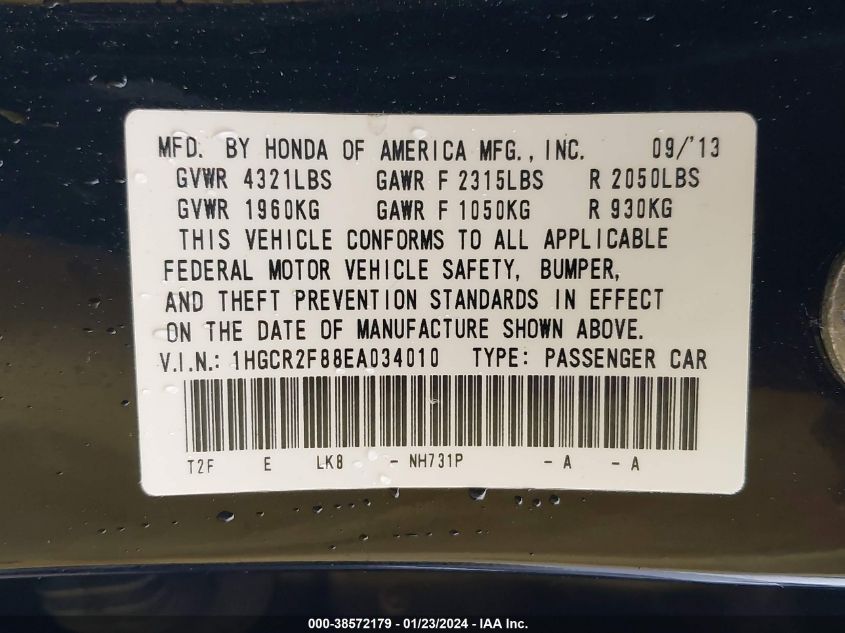 MFD. BY HONDA OF AMERICA MFG., INC. 09/'13
GVWR 4321LBS GAWR F 2315LBS R 2050LBS
GVWR 1960KG GAWR F 1050KG R 930KG
THIS VEHICLE CONFORMS TO ALL APPLICABLE
FEDERAL MOTOR VEHICLE SAFETY, BUMPER,
AND THEFT PREVENTION STANDARDS IN EFFECT
ON THE DATE OF MANUFACTURE SHOWN ABOVE.
V.I.N.: 1HGCR2F88EA034010 TYPE: PASSENGER CAR
T2F E LK8 - NH731P - A - A
000-38572179 - 01/23/2024 - IAA Inc.